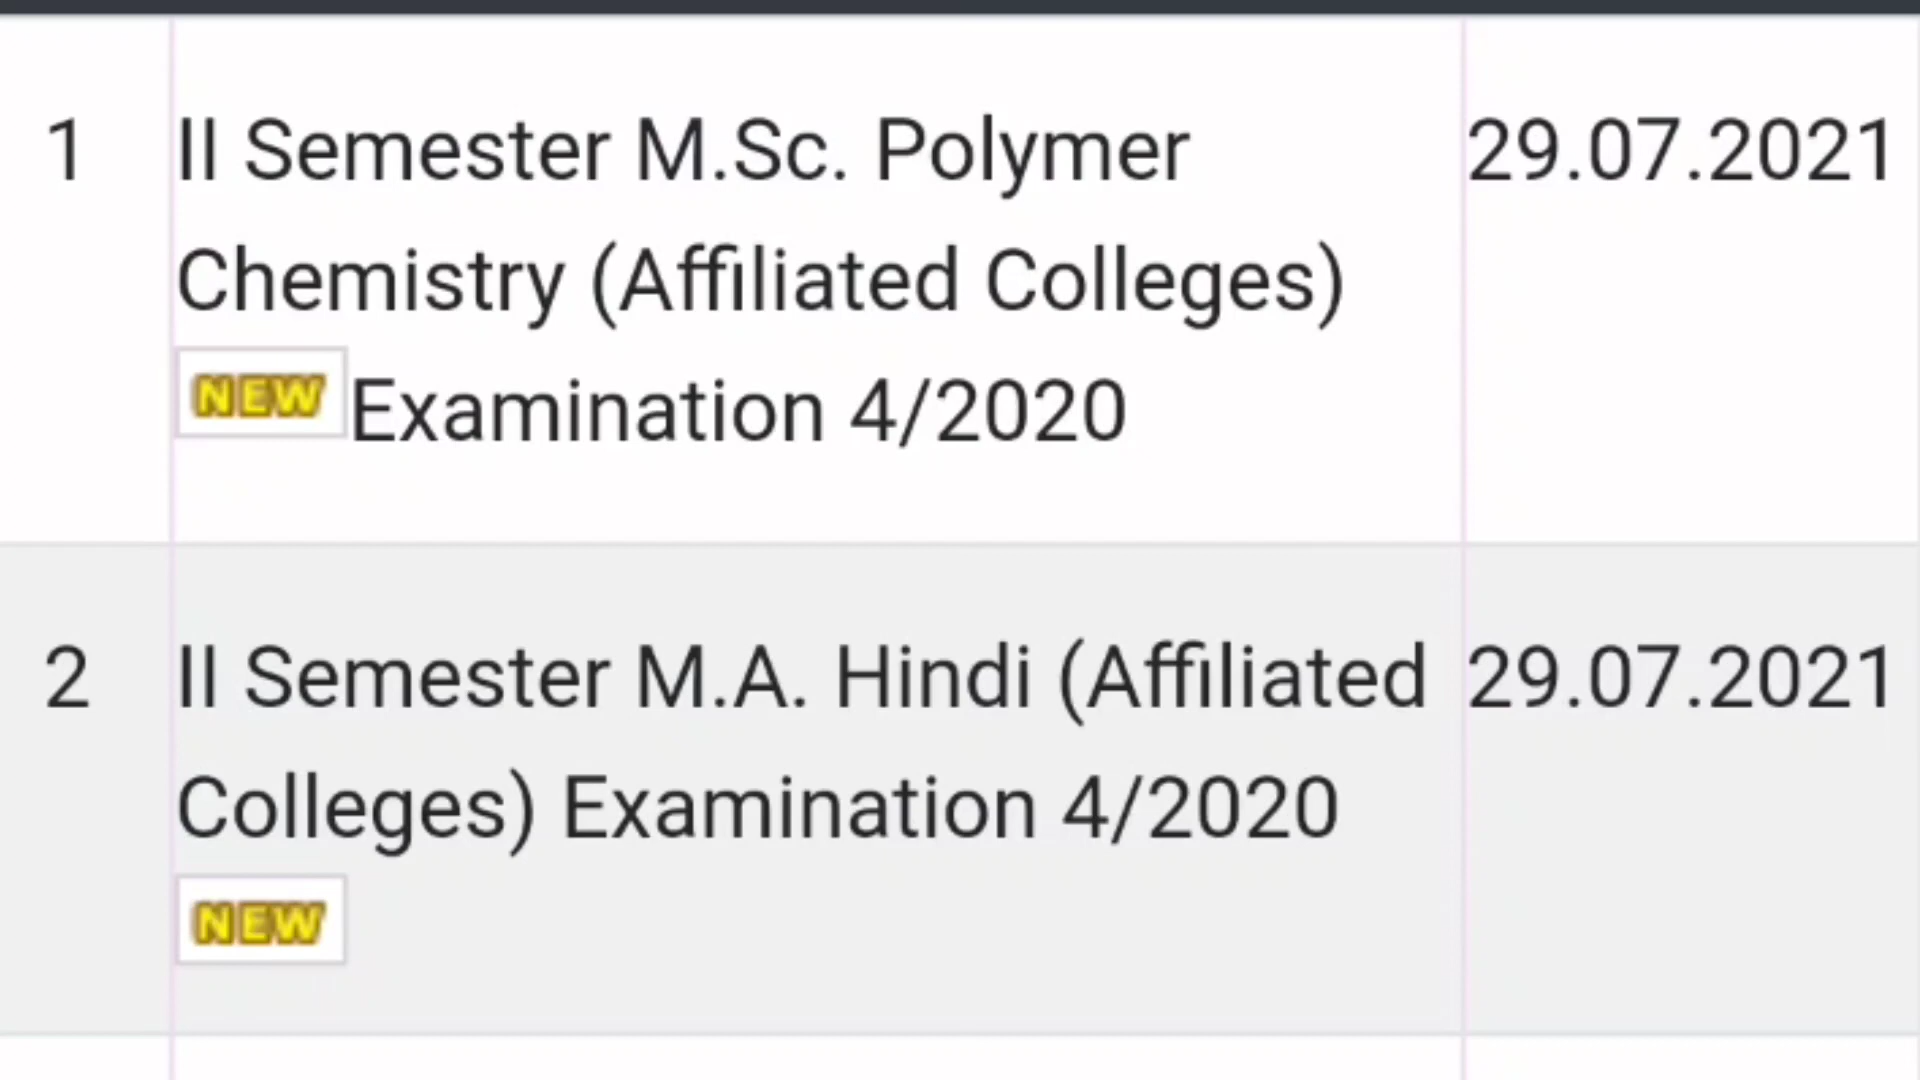 1 II Semester M.Sc. Polymer 29.07.2021
Chemistry (Affiliated Colleges)
NEW Examination 4/2020
2 II Semester M.A. Hindi (Affiliated 29.07.2021
Colleges) Examination 4/2020
NEW